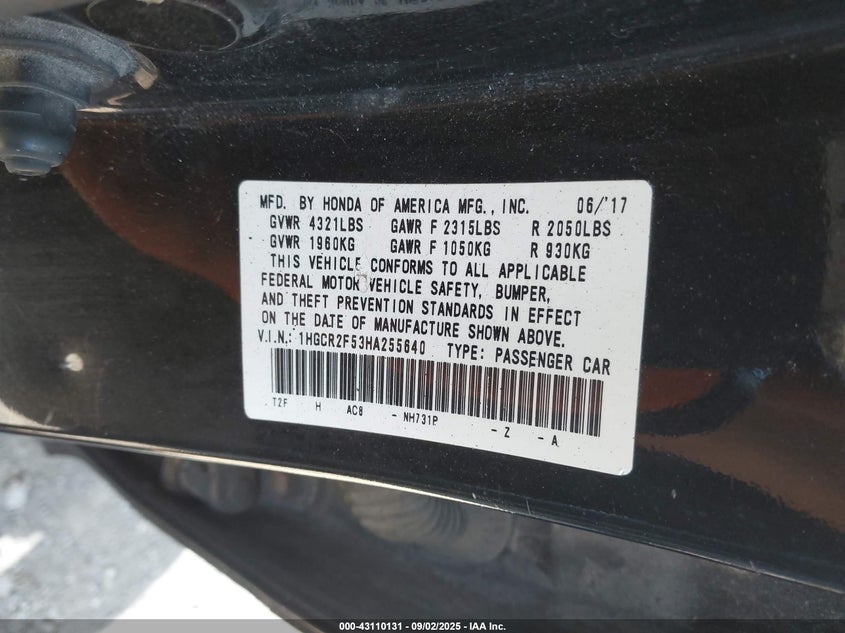 MFD. BY HONDA OF AMERICA MFG., INC. 06/'17
GVWR 4321LBS GAWR F 2315LBS R 2050LBS
GVWR 1960KG GAWR F 1050KG R 930KG
THIS VEHICLE CONFORMS TO ALL APPLICABLE
FEDERAL MOTOR VEHICLE SAFETY, BUMPER,
AND THEFT PREVENTION STANDARDS IN EFFECT
ON THE DATE OF MANUFACTURE SHOWN ABOVE.
V.I.N.: 1HGCR2F53HA255640 TYPE: PASSENGER CAR
T2F H AC8 - NH731P - Z - A
000-43110131 - 09/02/2025 - IAA Inc.